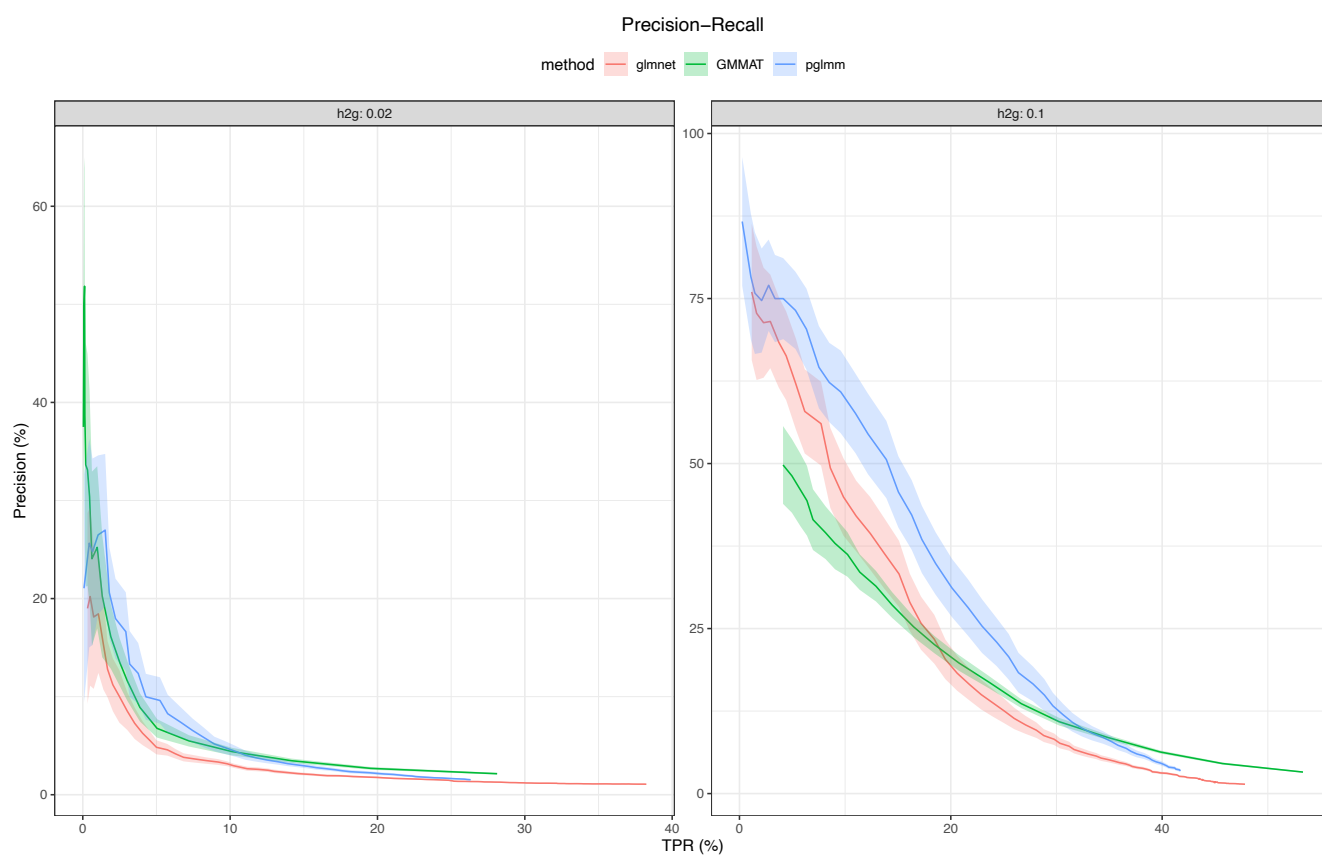 Precision−Recall
method glmnet GMMAT pglmm
h2g: 0.02 h2g: 0.1
Precision (%)
60
40
20
0
100
75
50
25
0
0 10 20 30 40
0 20 40
TPR (%)